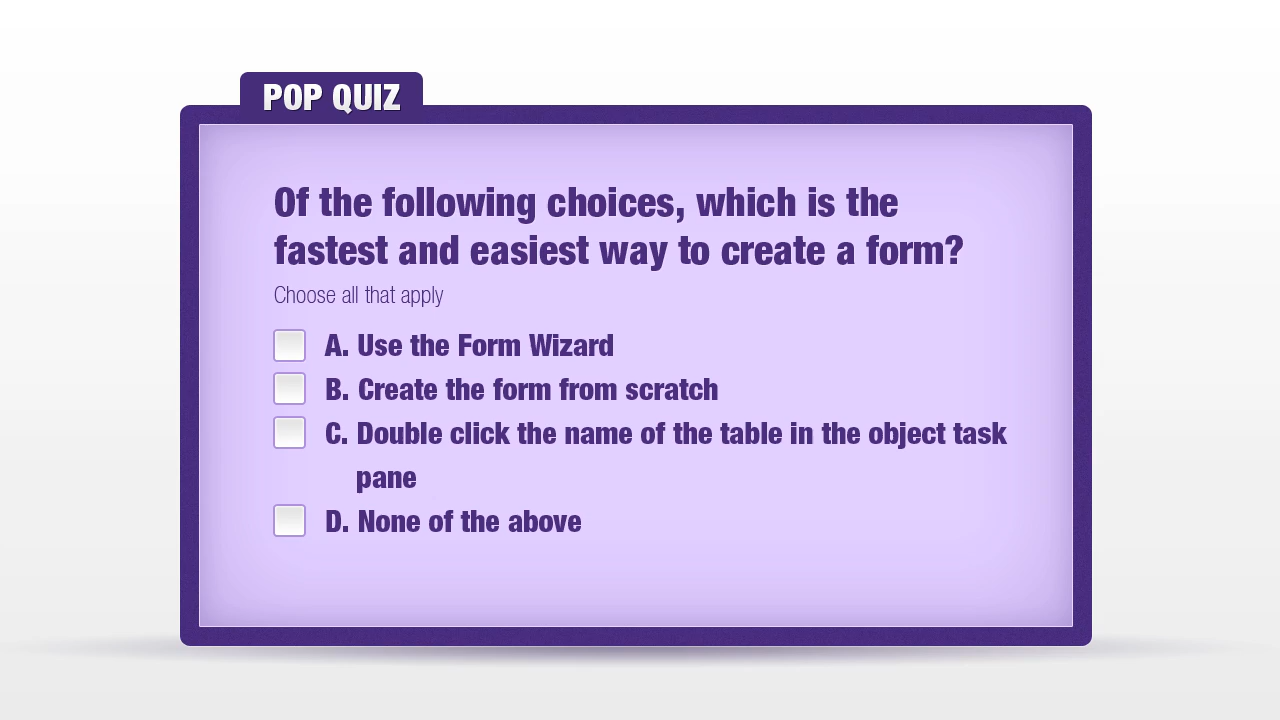 POP QUIZ
Of the following choices, which is the
fastest and easiest way to create a form?
Choose all that apply
A. Use the Form Wizard
B. Create the form from scratch
C. Double click the name of the table in the object task
pane
D. None of the above